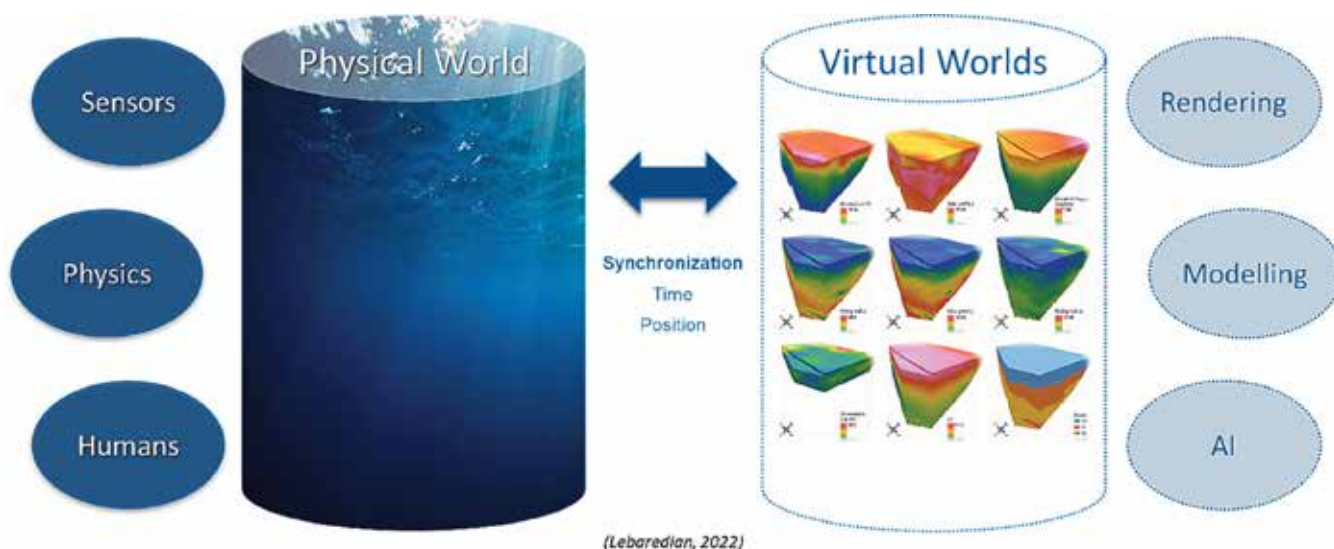 Sensors
Physics
Humans
Physical World
Synchronization
Time
Position
Virtual Worlds
Rendering
Modelling
AI
(Lebaredian, 2022)